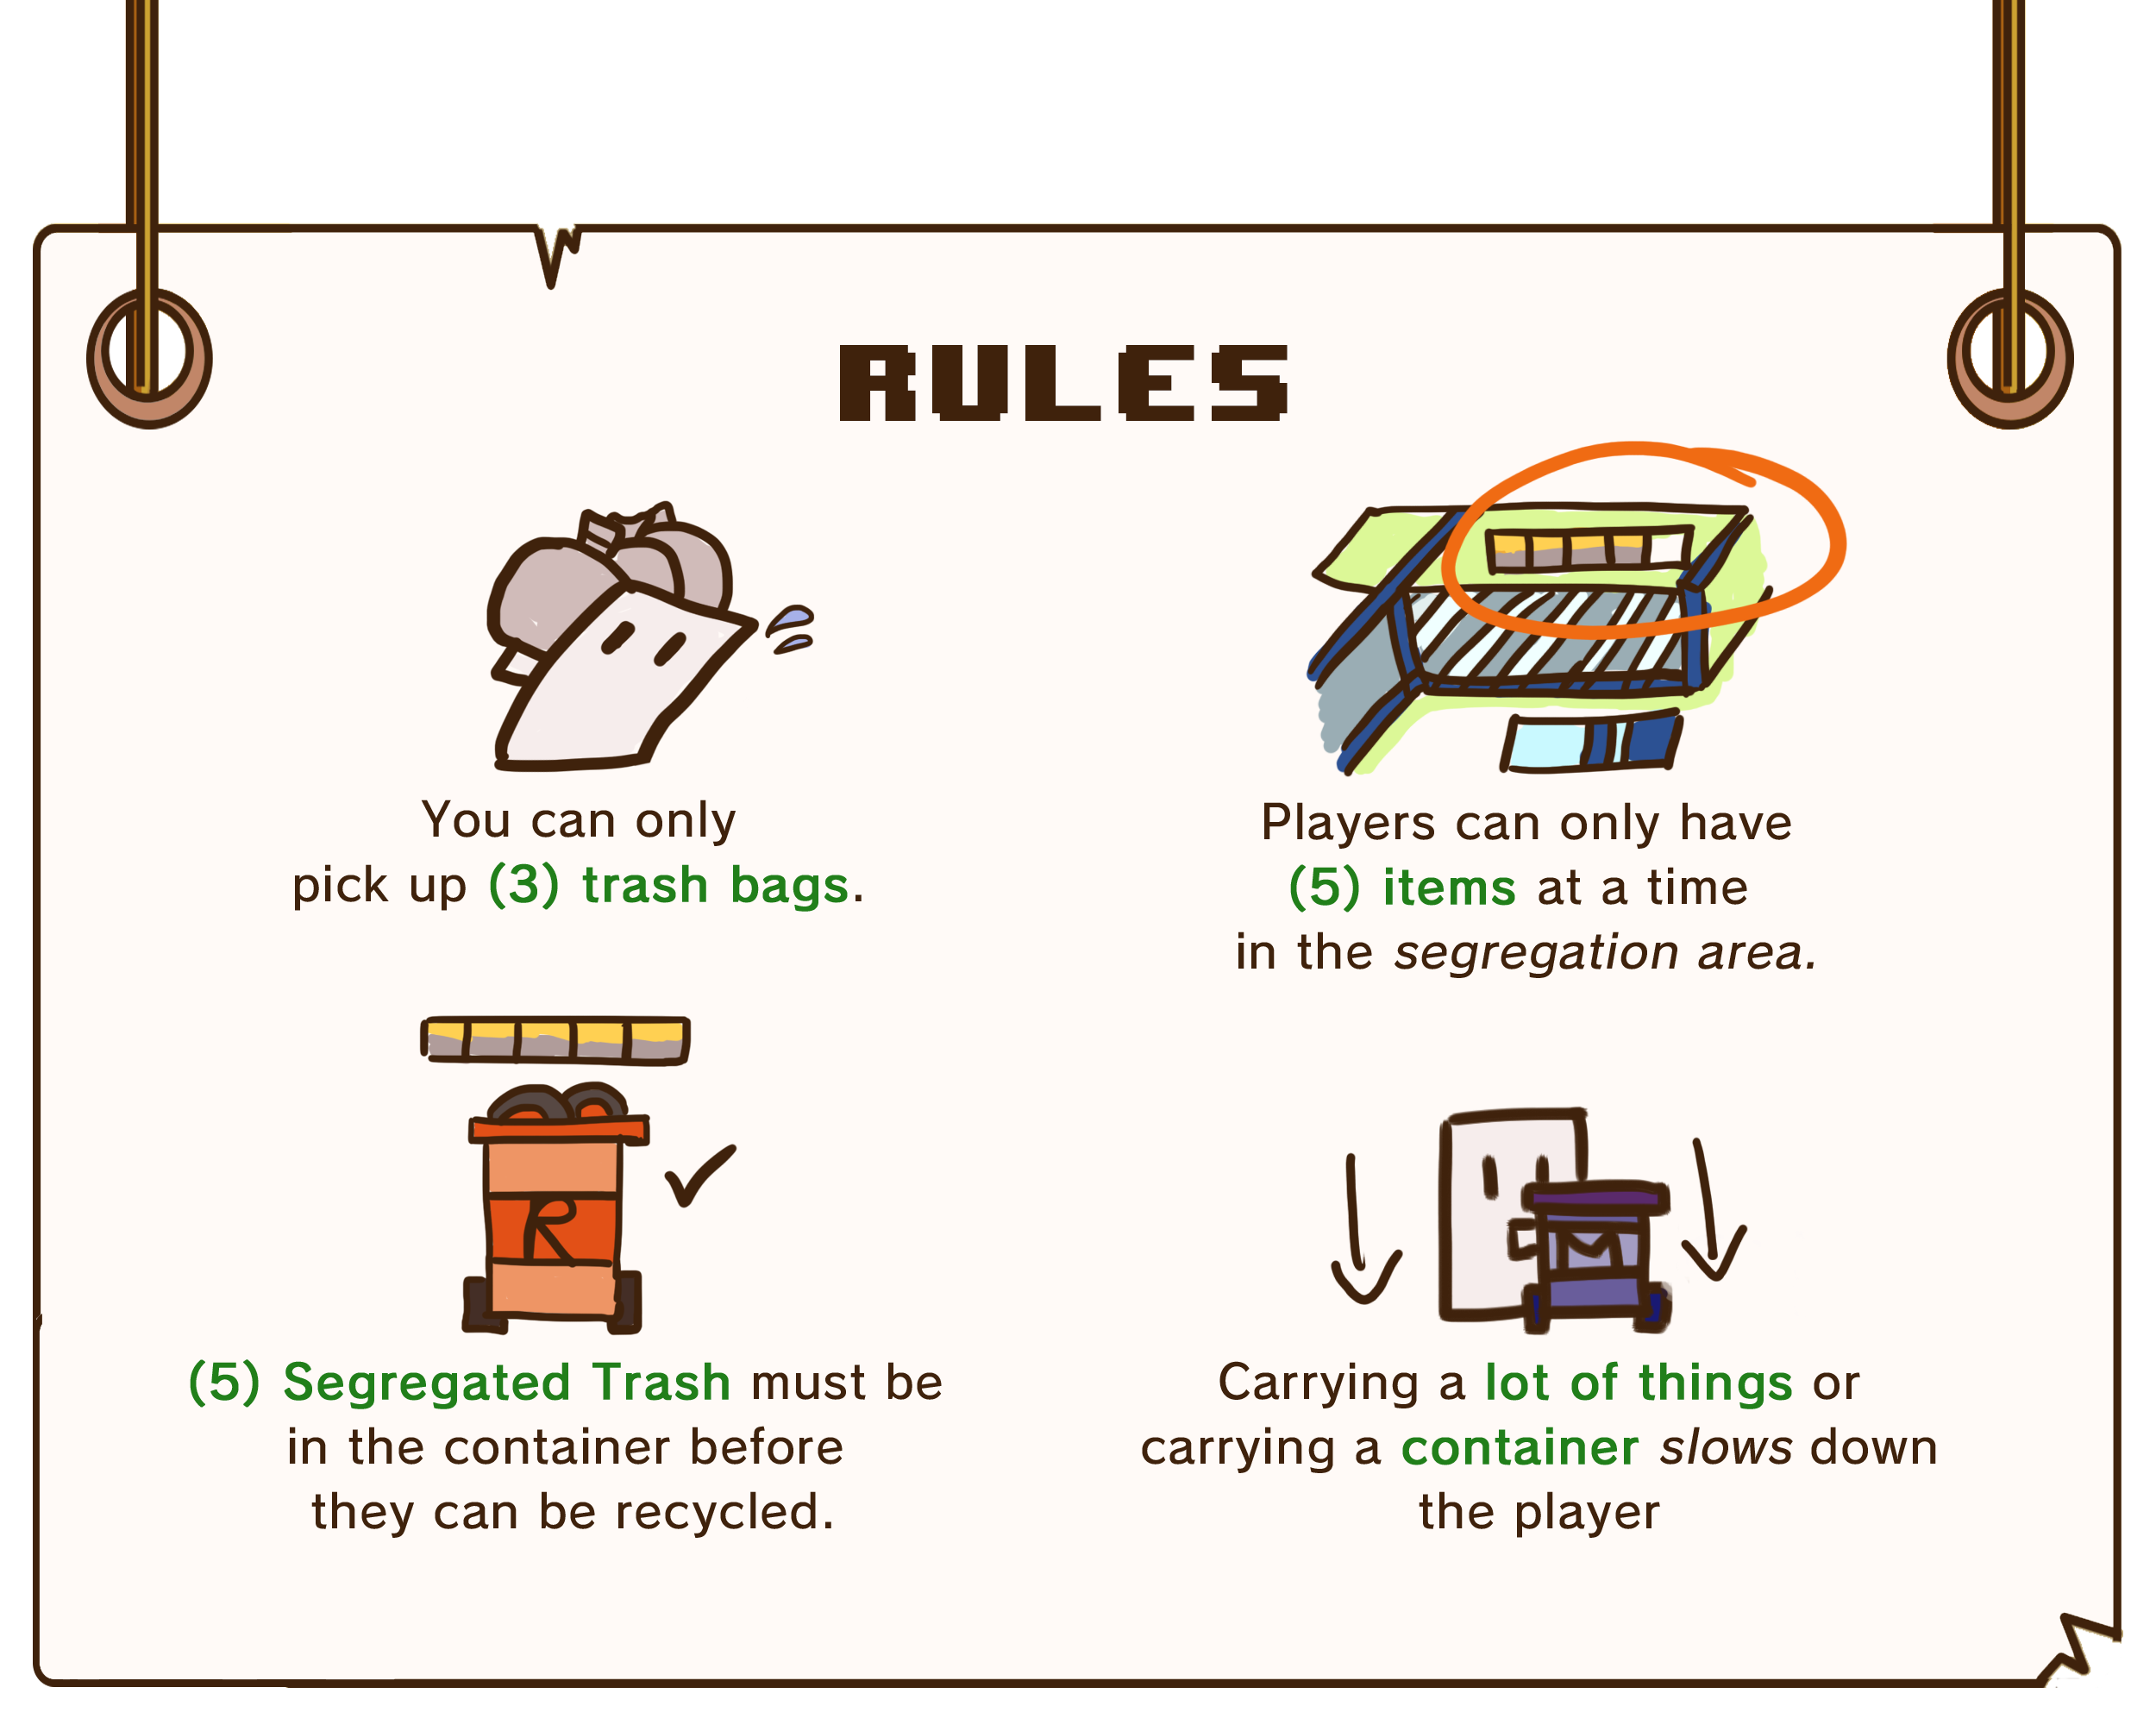 RULES
You can only
pick up (3) trash bags.
Players can only have
(5) items at a time
in the segregation area.
R
(5) Segregated Trash must be
in the container before
they can be recycled.
M
Carrying a lot of things or
carrying a container slows down
the player